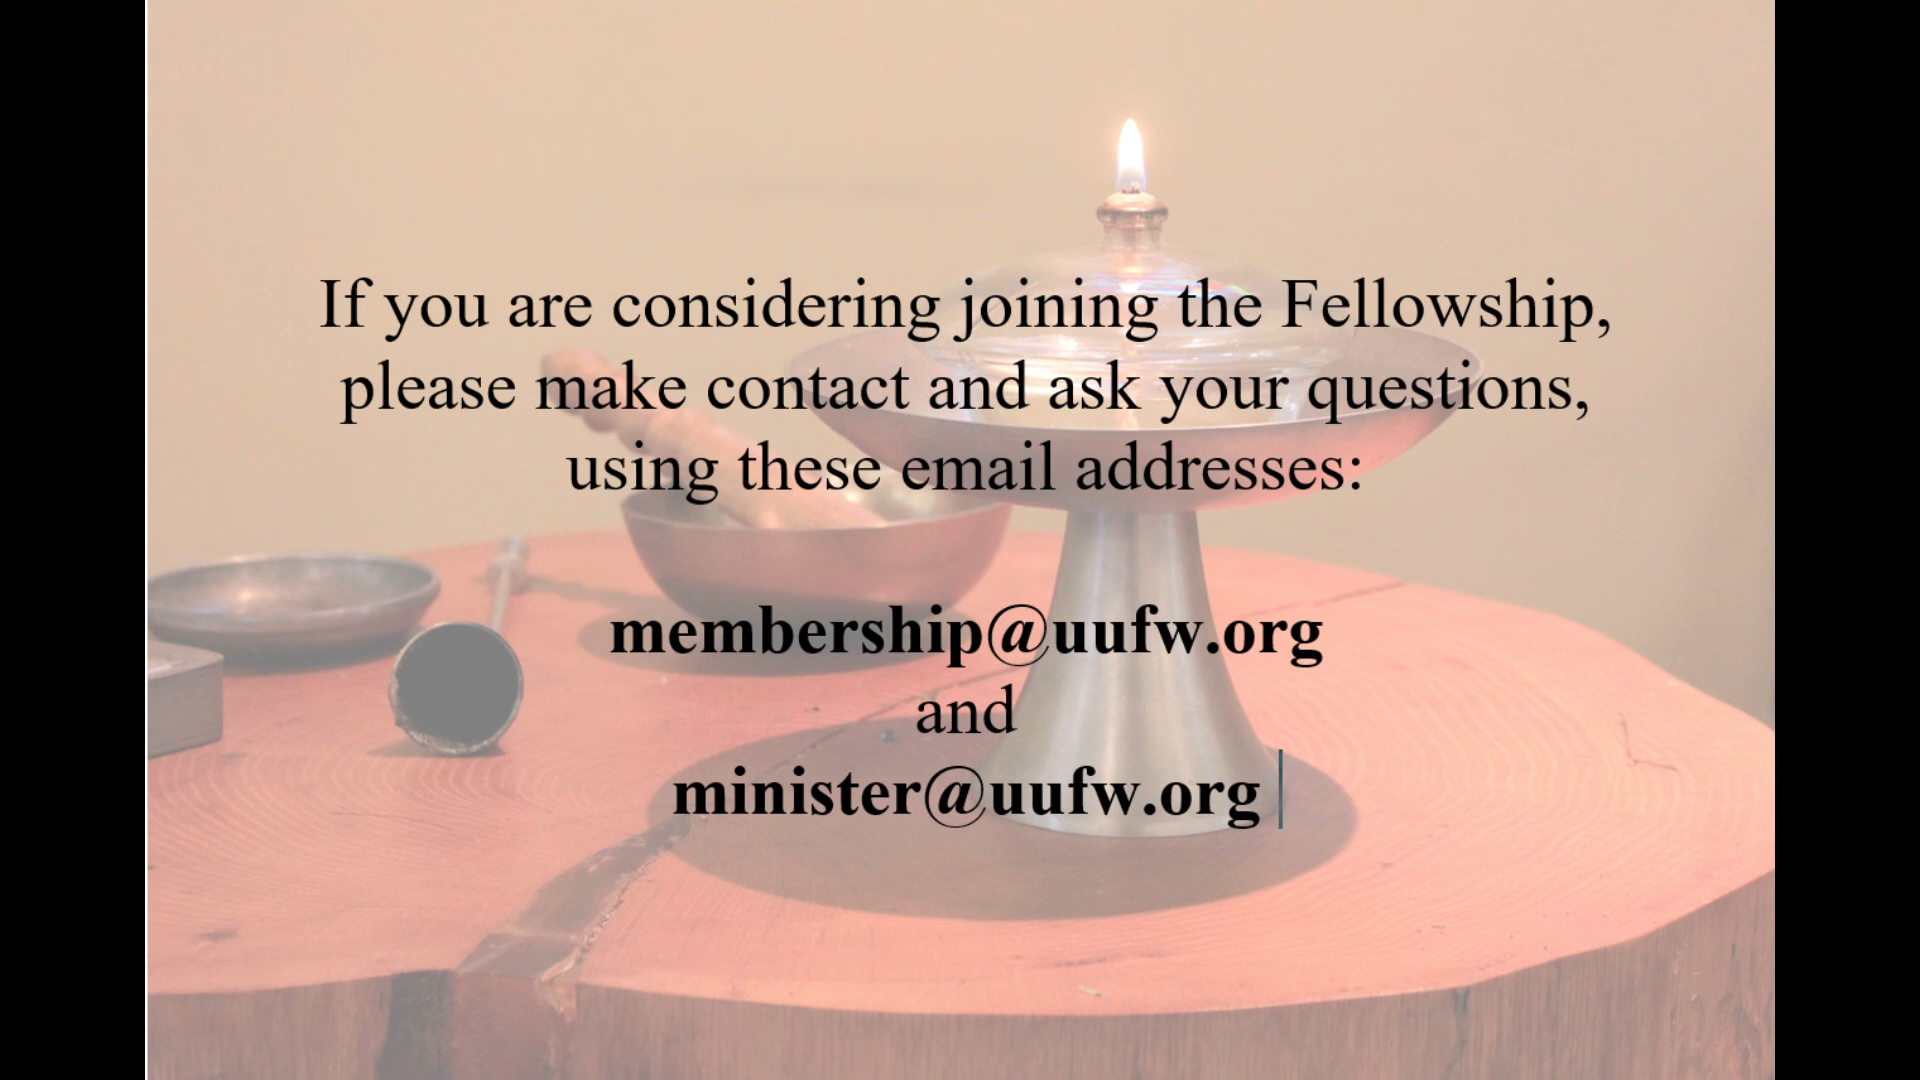 If you are considering joining the Fellowship,
please make contact and ask your questions,
using these email addresses:
membership@uufw.org
and
minister@uufw.org